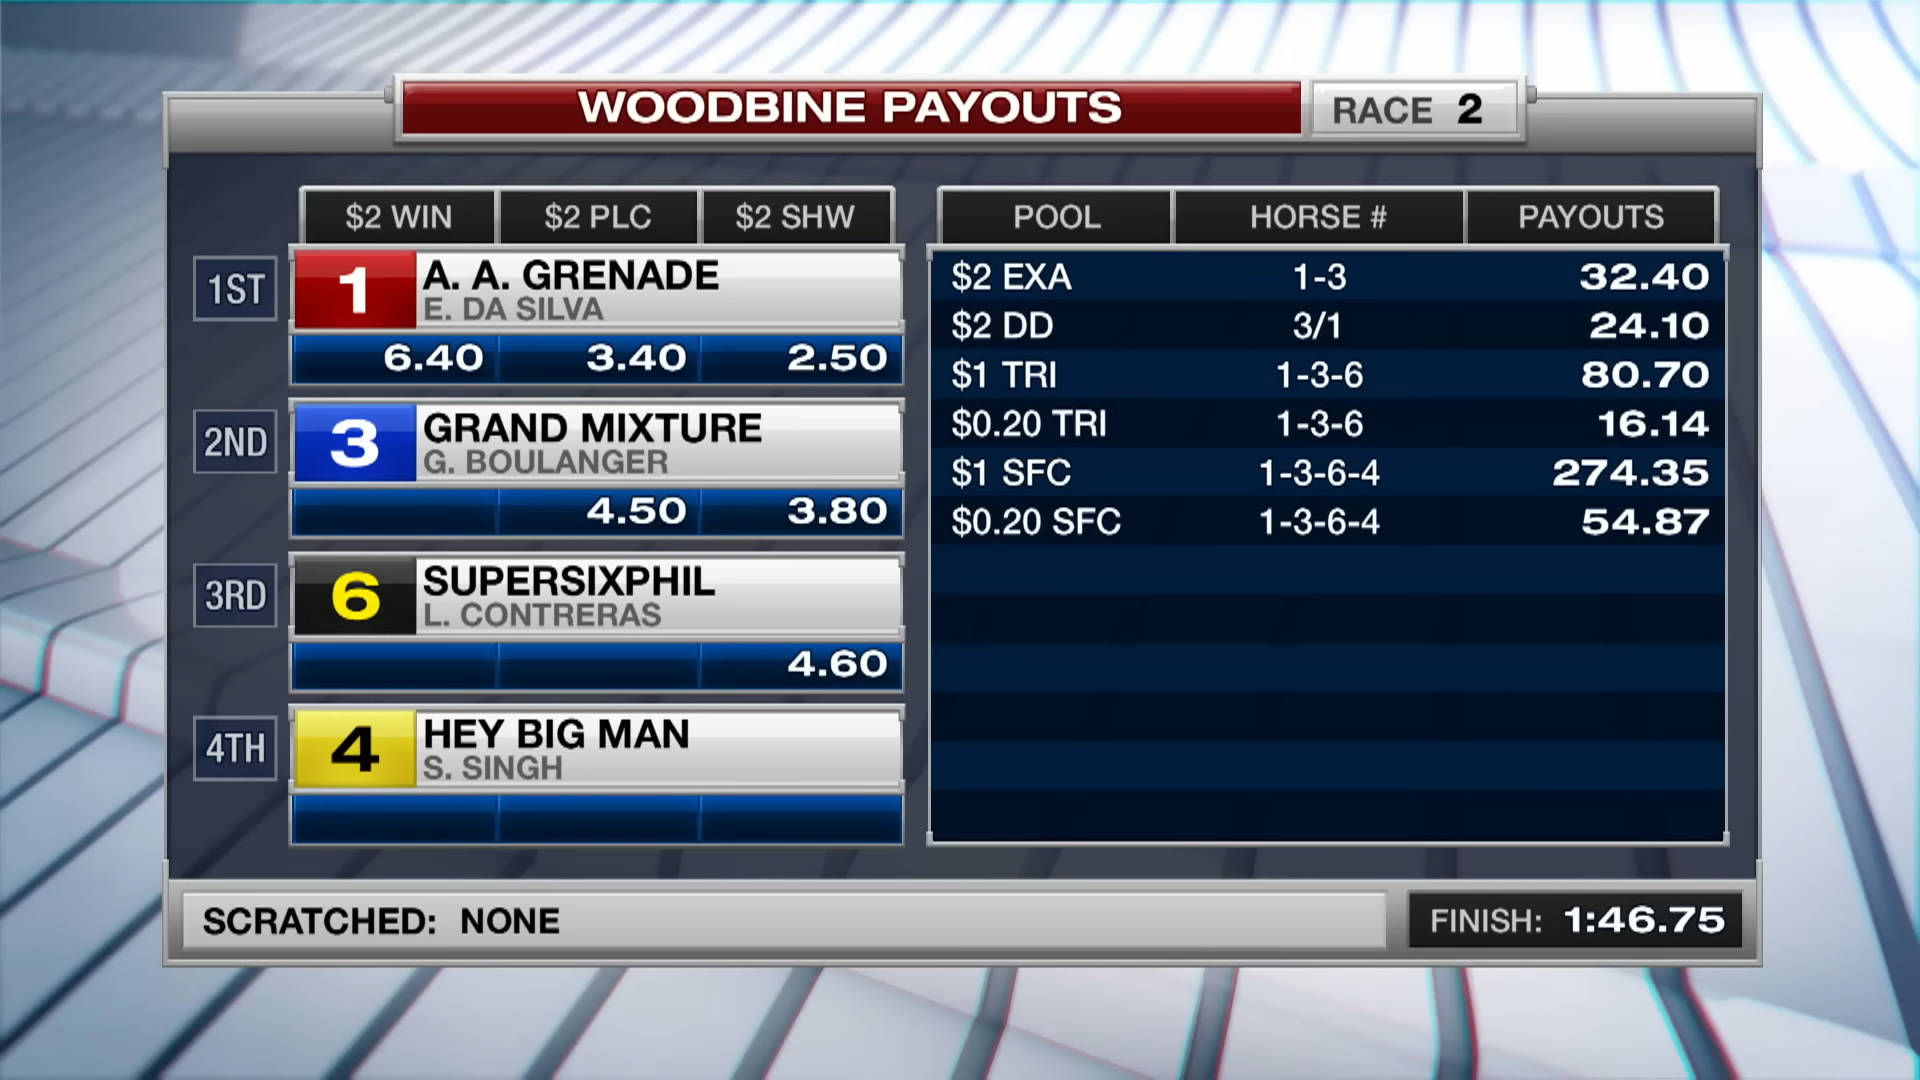 WOODBINE PAYOUTS
RACE 2
$2 WIN $2 PLC $2 SHW
1ST 1 A. A. GRENADE
E. DA SILVA
6.40 3.40 2.50
2ND 3 GRAND MIXTURE
G. BOULANGER
4.50 3.80
3RD 6 SUPERSIXPHIL
L. CONTRERAS
4.60
4TH 4 HEY BIG MAN
S. SINGH
POOL HORSE # PAYOUTS
$2 EXA 1-3 32.40
$2 DD 3/1 24.10
$1 TRI 1-3-6 80.70
$0.20 TRI 1-3-6 16.14
$1 SFC 1-3-6-4 274.35
$0.20 SFC 1-3-6-4 54.87
SCRATCHED: NONE
FINISH: 1:46.75